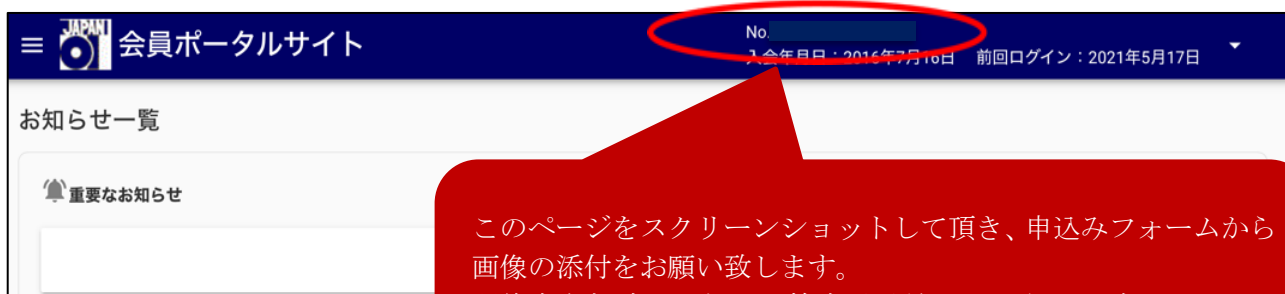 JAPAN
会員ポータルサイト
No.
入会年月日：2016年7月16日 前回ログイン：2021年5月17日
お知らせ一覧
重要なお知らせ
このページをスクリーンショットして頂き、申込みフォームから
画像の添付をお願い致します。